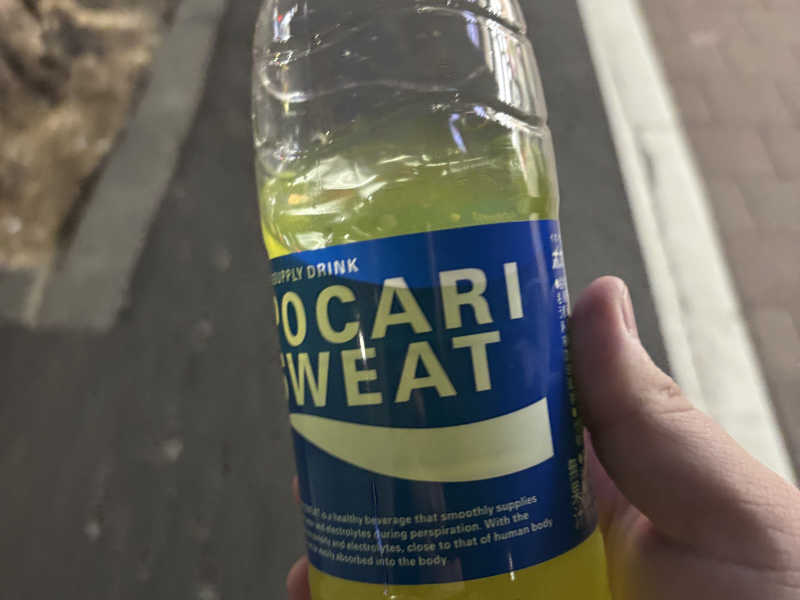 SUPPLY DRINK
POCARI
SWEAT
is a healthy beverage that smoothly supplies
and electrolytes during perspiration. With the
and electrolytes, close to that of human body
easily absorbed into the body